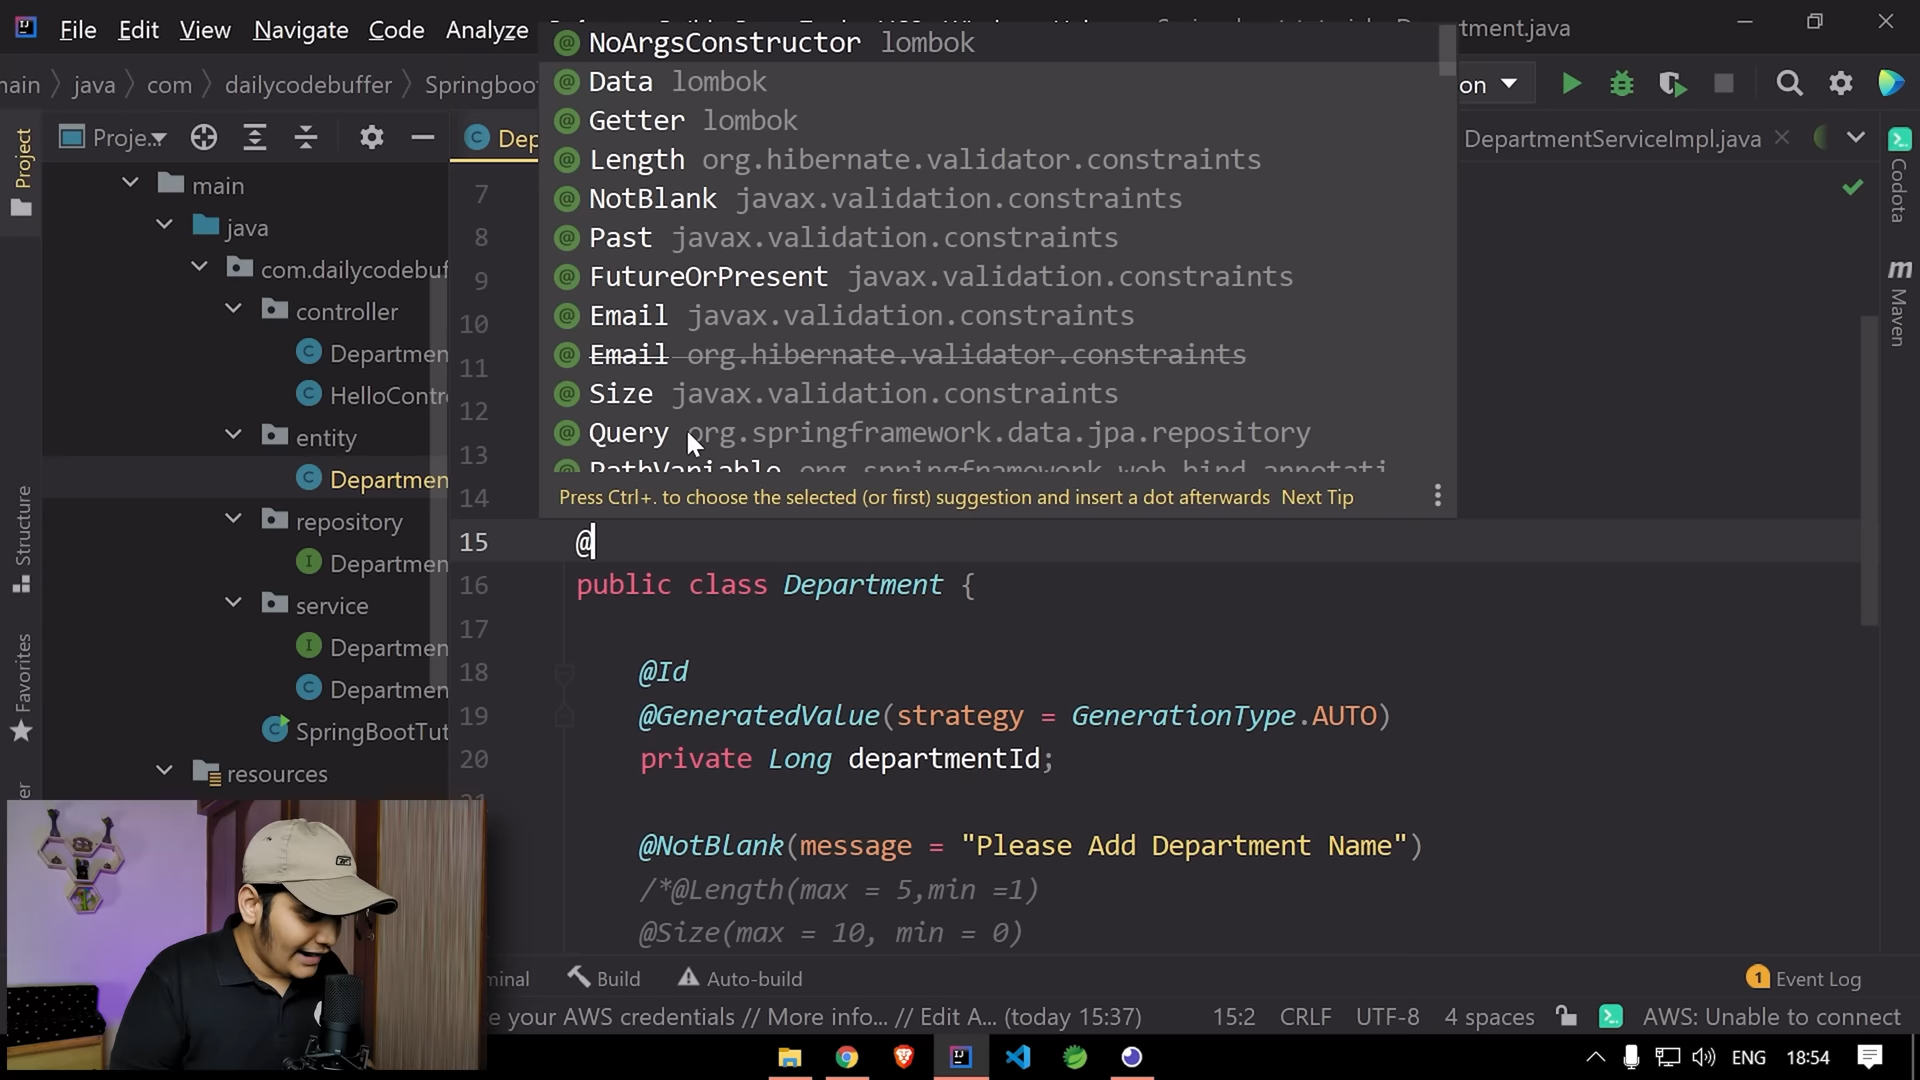 File Edit View Navigate Code Analyze
tment.java
main
java
com
dailycodebuffer
on
Proje...
Dep
DepartmentServiceImpl.java
Project
Structure
Favorites
Codota
Maven
main
java
com.dailycodebuf
controller
Departmen
HelloContr
entity
Departmen
repository
Departmen
service
Departmen
Departmen
SpringBootTut
resources
NoArgsConstructor lombok
Data lombok
Getter lombok
Length org.hibernate.validator.constraints
NotBlank javax.validation.constraints
Past javax.validation.constraints
FutureOrPresent javax.validation.constraints
Email javax.validation.constraints
Email org.hibernate.validator.constraints
Size javax.validation.constraints
Query org.springframework.data.jpa.repository
PathVariable org.springframework.web.bind.annotati
Press Ctrl+. to choose the selected (or first) suggestion and insert a dot afterwards Next Tip
7
8
9
10
11
12
13
14
15 @
16 public class Department {
17
18 @Id
19 @GeneratedValue(strategy = GenerationType.AUTO)
20 private Long departmentId;
21
@NotBlank(message = "Please Add Department Name")
/*@Length(max = 5,min =1)
@Size(max = 10, min = 0)
minal Build Auto-build
1 Event Log
e your AWS credentials // More info... // Edit A... (today 15:37)
15:2 CRLF UTF-8 4 spaces
AWS: Unable to connect
ENG 18:54